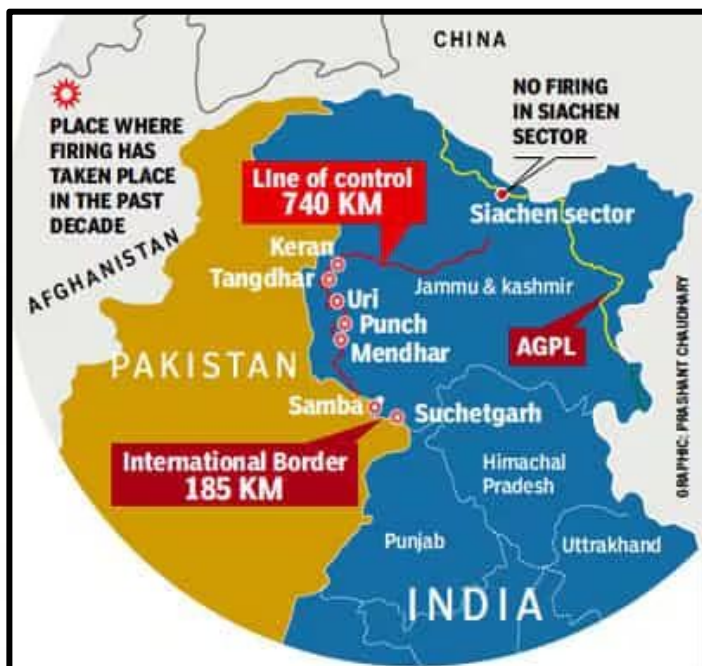 CHINA
PLACE WHERE
FIRING HAS
TAKEN PLACE
IN THE PAST
DECADE
NO FIRING
IN SIACHEN
SECTOR
Line of control
740 KM
Siachen sector
AFGHANISTAN
Keran
Tangdhar
Uri
Punch
Mendhar
Jammu & kashmir
AGPL
PAKISTAN
Samba
Suchetgarh
International Border
185 KM
Himachal
Pradesh
Punjab
Uttrakhand
INDIA
GRAPHIC: PRASHANT CHAUDHARY